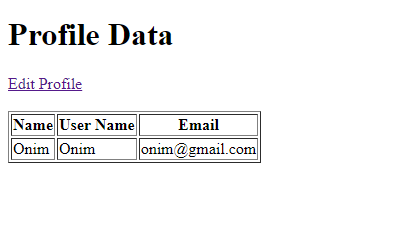 Profile Data
Edit Profile
Name User Name Email
Onim Onim onim@gmail.com